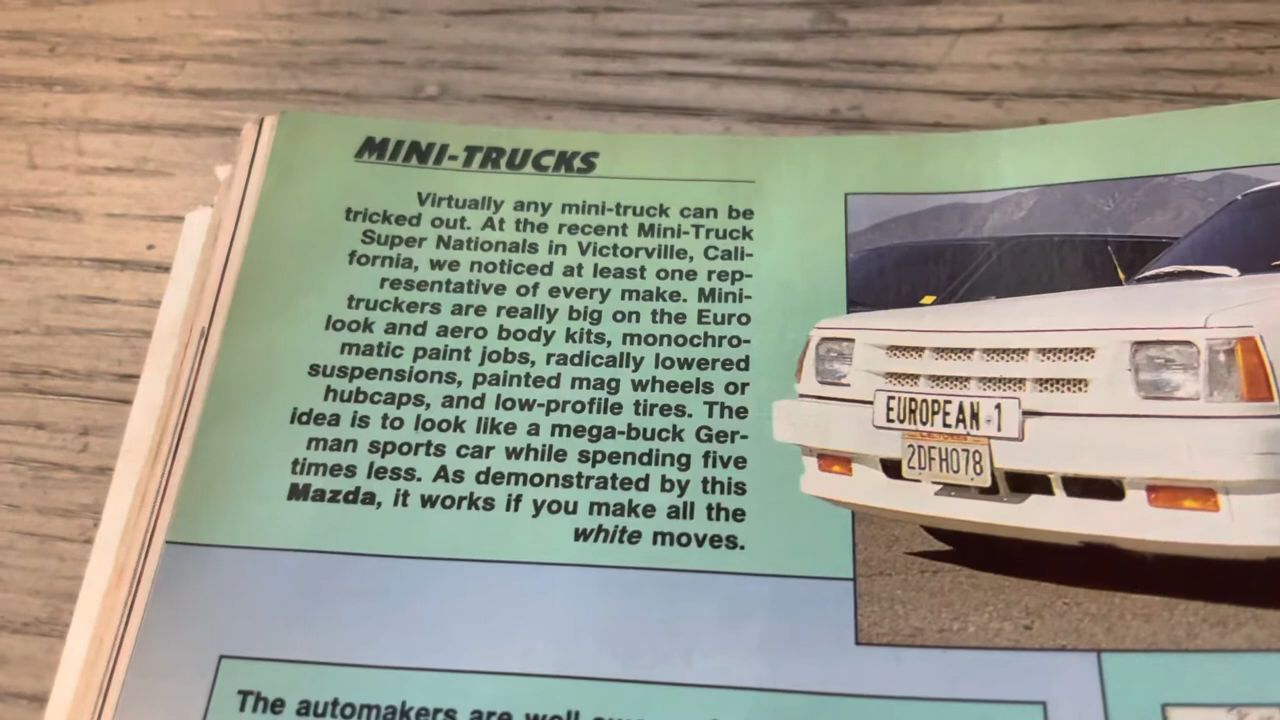 MINI-TRUCKS
Virtually any mini-truck can be
tricked out. At the recent Mini-Truck
Super Nationals in Victorville, Cali-
fornia, we noticed at least one rep-
resentative of every make. Mini-
truckers are really big on the Euro
look and aero body kits, monochro-
matic paint jobs, radically lowered
suspensions, painted mag wheels or
hubcaps, and low-profile tires. The
idea is to look like a mega-buck Ger-
man sports car while spending five
times less. As demonstrated by this
Mazda, it works if you make all the
white moves.
EUROPEAN 1
2DFH078
The automakers are well